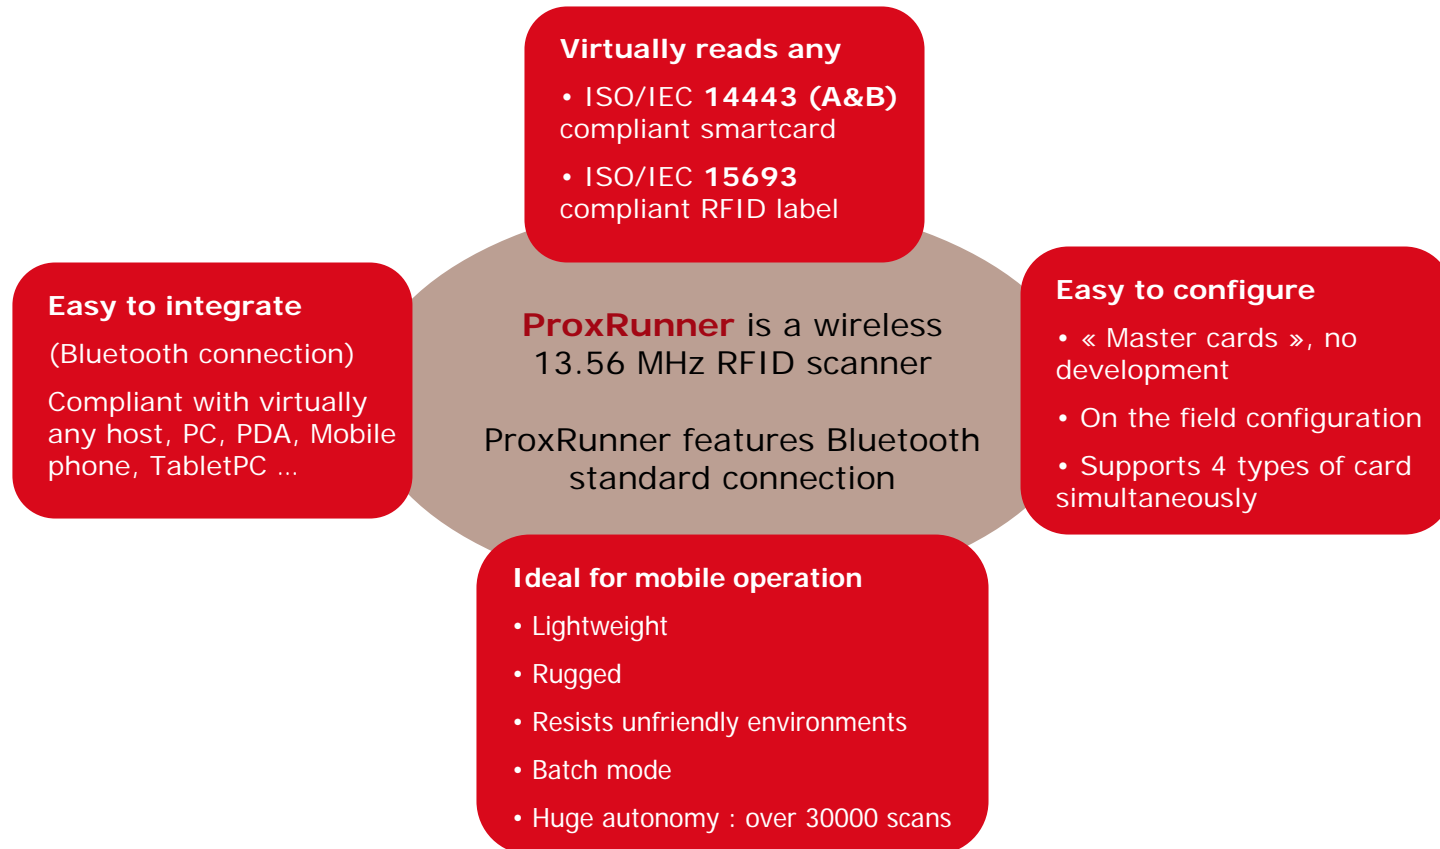 Virtually reads any
• ISO/IEC 14443 (A&B)
compliant smartcard
• ISO/IEC 15693
compliant RFID label
Easy to integrate
(Bluetooth connection)
Compliant with virtually
any host, PC, PDA, Mobile
phone, TabletPC ...
ProxRunner is a wireless
13.56 MHz RFID scanner
ProxRunner features Bluetooth
standard connection
Easy to configure
• « Master cards », no
development
• On the field configuration
• Supports 4 types of card
simultaneously
Ideal for mobile operation
• Lightweight
• Rugged
• Resists unfriendly environments
• Batch mode
• Huge autonomy : over 30000 scans